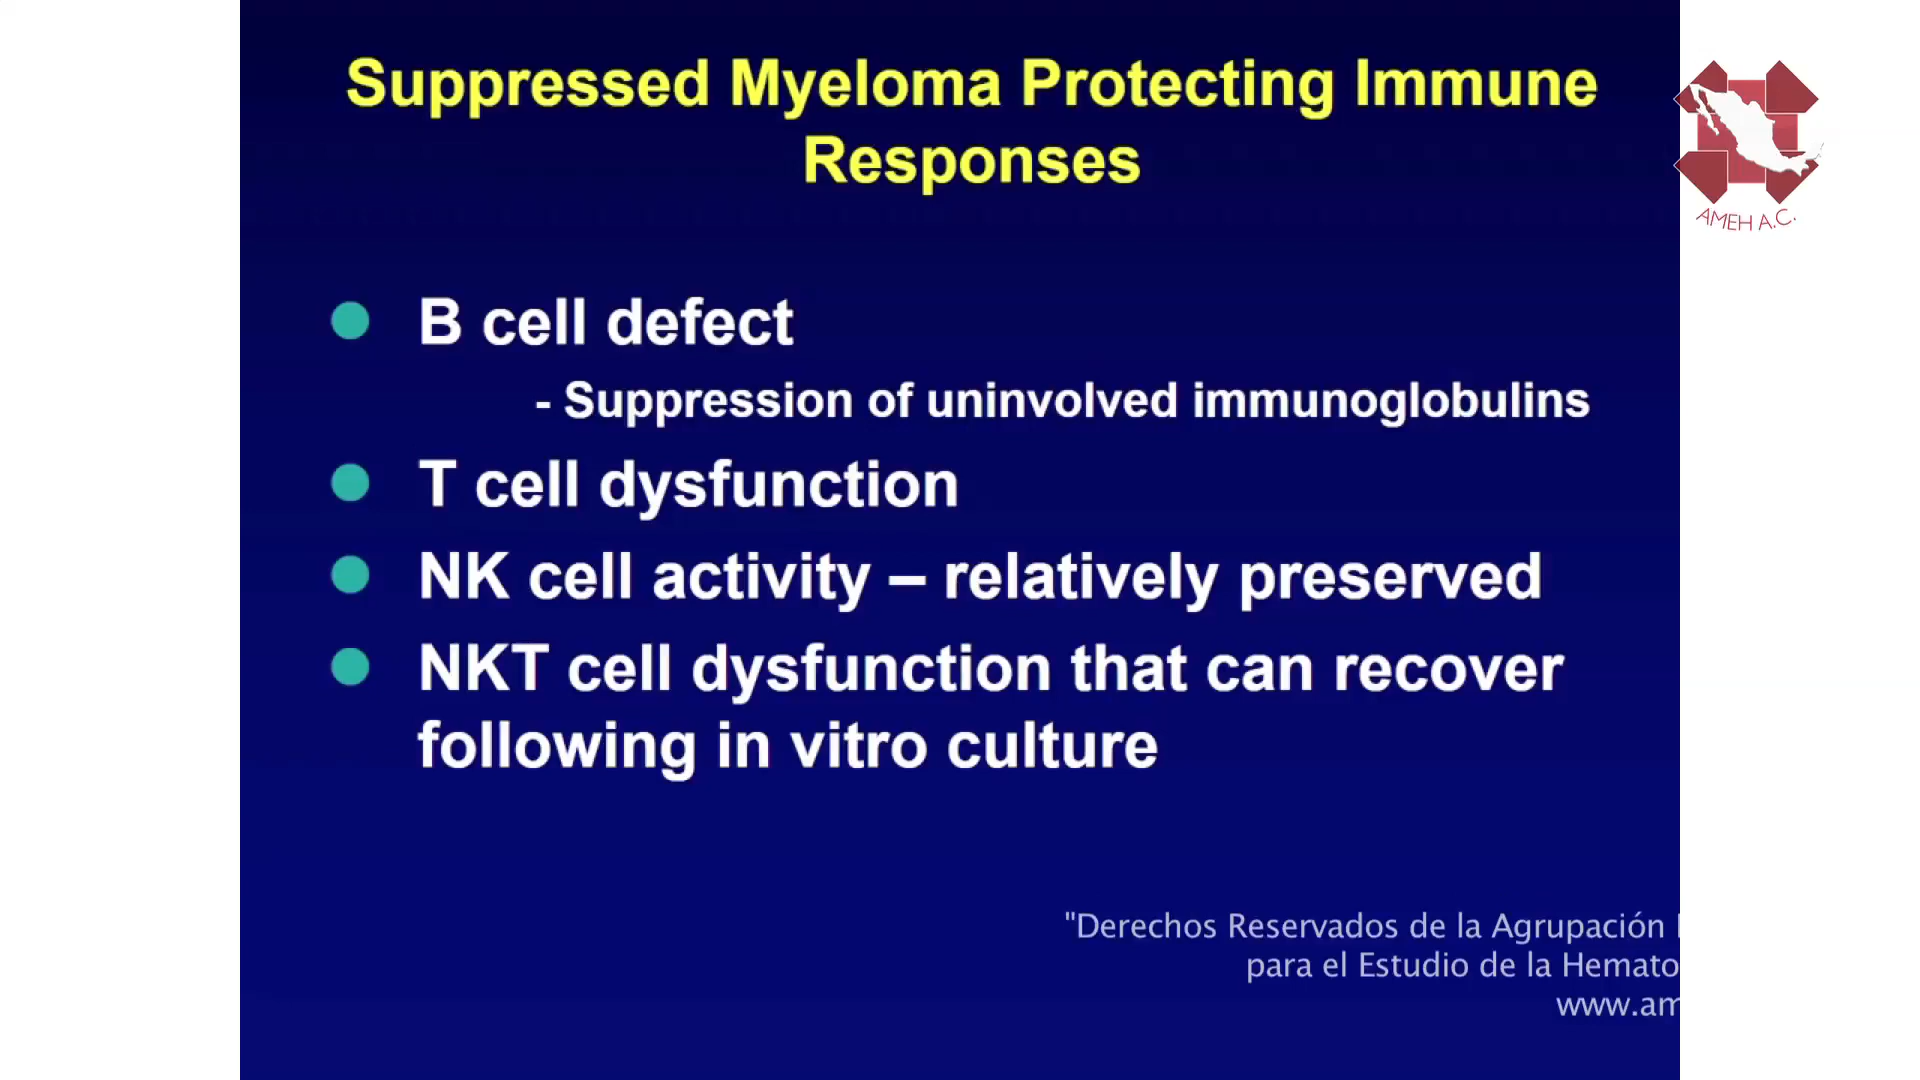 Suppressed Myeloma Protecting Immune
Responses
B cell defect
- Suppression of uninvolved immunoglobulins
T cell dysfunction
NK cell activity – relatively preserved
NKT cell dysfunction that can recover
following in vitro culture
AMEH A.C.
"Derechos Reservados de la Agrupación
para el Estudio de la Hemato
www.am